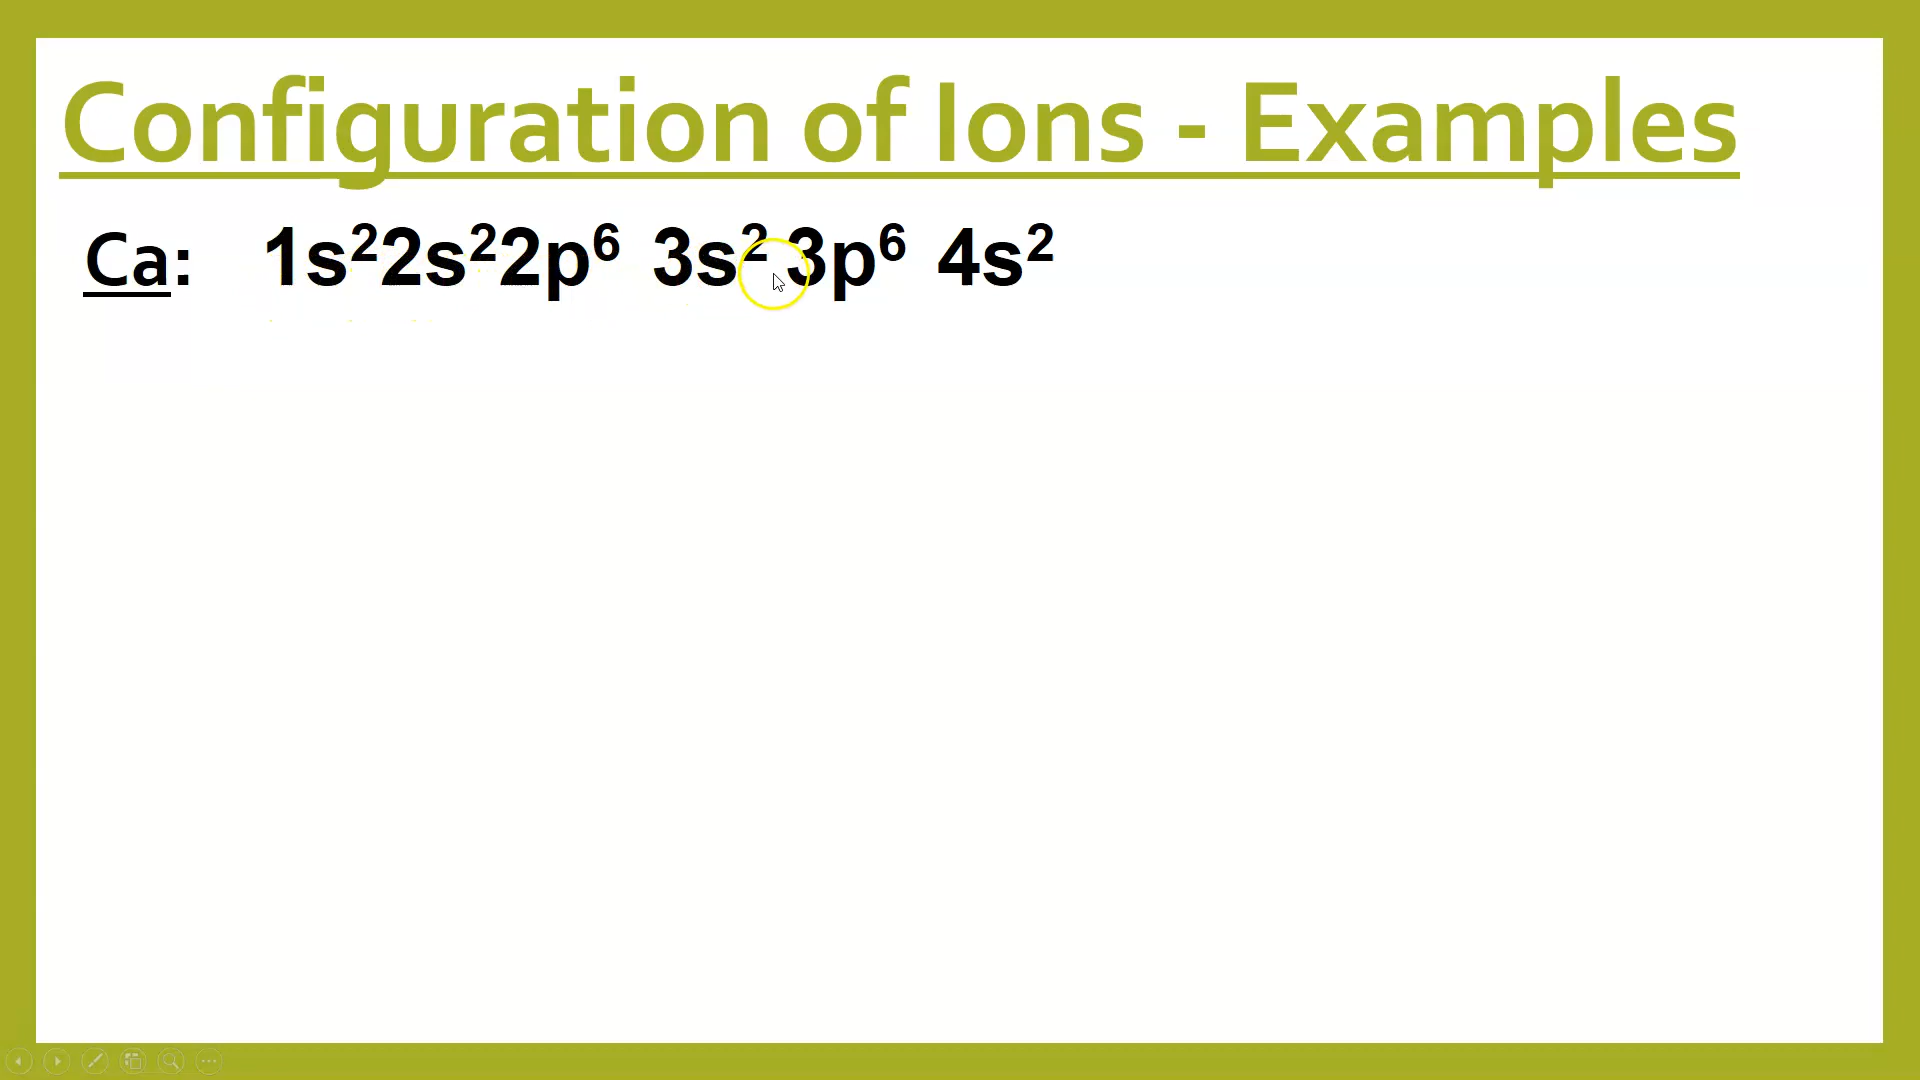 Configuration of Ions - Examples
Ca: 1s²2s²2p⁶ 3s² 3p⁶ 4s²